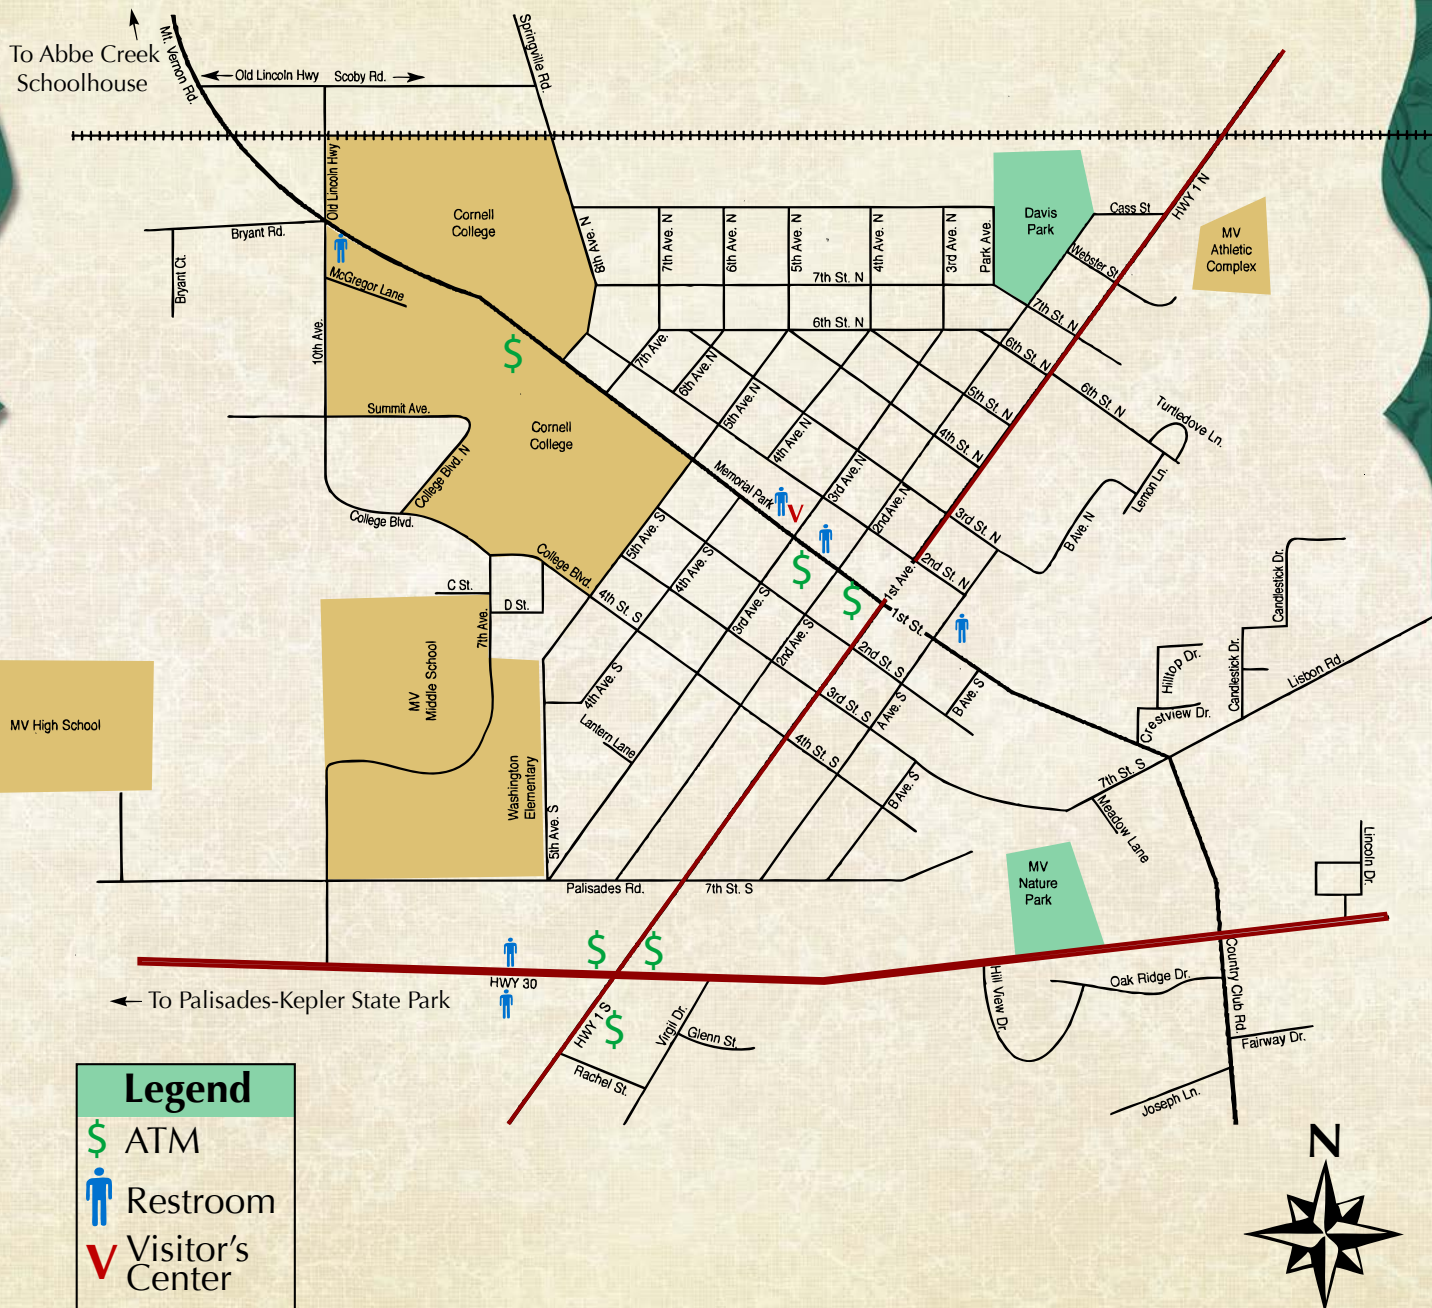 To Abbe Creek
Schoolhouse
Mt. Vernon Rd.
Old Lincoln Hwy
Scoby Rd.
Springville Rd.
Old Lincoln Hwy
Cornell
College
Bryant Rd.
Bryant Ct.
McGregor Lane
10th Ave.
8th Ave. N
7th Ave. N
6th Ave. N
5th Ave. N
4th Ave. N
3rd Ave. N
Park Ave.
Davis
Park
Cass St
HWY 1 N
MV
Athletic
Complex
Webster St
7th St. N
7th St. N
6th St. N
6th St. N
6th St. N
7th Ave.
6th Ave. N
5th Ave. N
4th Ave. N
3rd Ave. N
2nd Ave. N
5th St. N
4th St. N
3rd St. N
2nd St. N
Turtledove Ln.
Lemon Ln.
B Ave. N
$
Summit Ave.
College Blvd. N
College Blvd.
Cornell
College
College Blvd.
Memorial Park
V
$
$
1st Ave.
1st St.
C St.
D St.
7th Ave.
5th Ave. S
4th Ave. S
3rd Ave. S
2nd Ave. S
4th St. S
2nd St. S
3rd St. S
4th St. S
A Ave. S
B Ave. S
B Ave. S
4th Ave. S
Lantern Lane
5th Ave. S
MV
Middle School
MV High School
Washington
Elementary
Candlestick Dr.
Candlestick Dr.
Hilltop Dr.
Crestview Dr.
Lisbon Rd.
7th St. S
Meadow Lane
MV
Nature
Park
Lincoln Dr.
Palisades Rd.
7th St. S
$
$
HWY 30
To Palisades-Kepler State Park
HWY 1 S
$
Virgil Dr.
Glenn St.
Rachel St.
Hill View Dr.
Oak Ridge Dr.
Country Club Rd.
Fairway Dr.
Joseph Ln.
Legend
$ ATM
Restroom
V Visitor's
Center
N